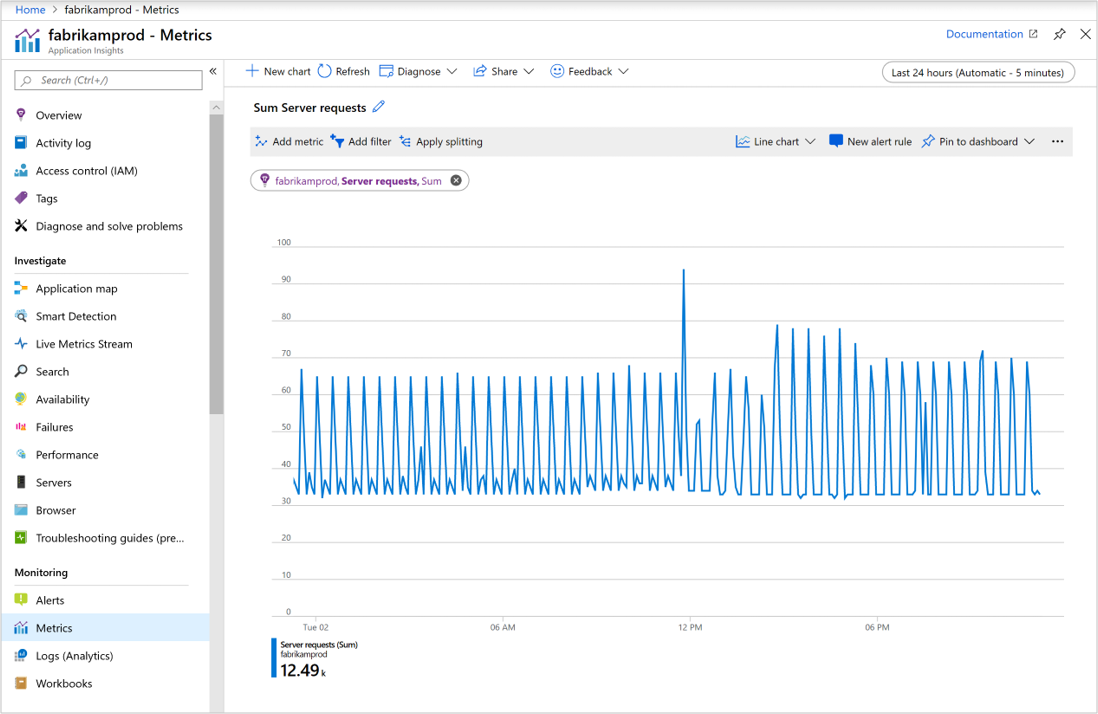 Home > fabrikamprod - Metrics
fabrikamprod - Metrics
Application Insights
Documentation
Search (Ctrl+/)
«
Overview
Activity log
Access control (IAM)
Tags
Diagnose and solve problems
Investigate
Application map
Smart Detection
Live Metrics Stream
Search
Availability
Failures
Performance
Servers
Browser
Troubleshooting guides (pre...
Monitoring
Alerts
Metrics
Logs (Analytics)
Workbooks
New chart Refresh Diagnose Share Feedback
Last 24 hours (Automatic - 5 minutes)
Sum Server requests
Add metric Add filter Apply splitting Line chart New alert rule Pin to dashboard ...
fabrikamprod, Server requests, Sum
100
90
80
70
60
50
40
30
20
10
0
Tue 02 06 AM 12 PM 06 PM
Server requests (Sum)
fabrikamprod
12.49 k